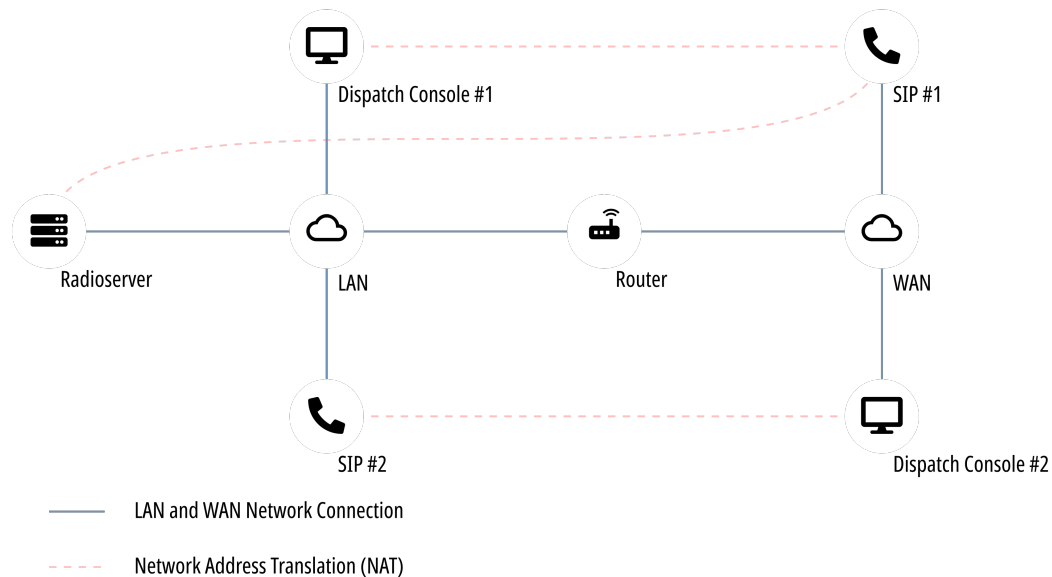 Dispatch Console #1
SIP #1
Radioserver
LAN
Router
WAN
SIP #2
Dispatch Console #2
LAN and WAN Network Connection
Network Address Translation (NAT)